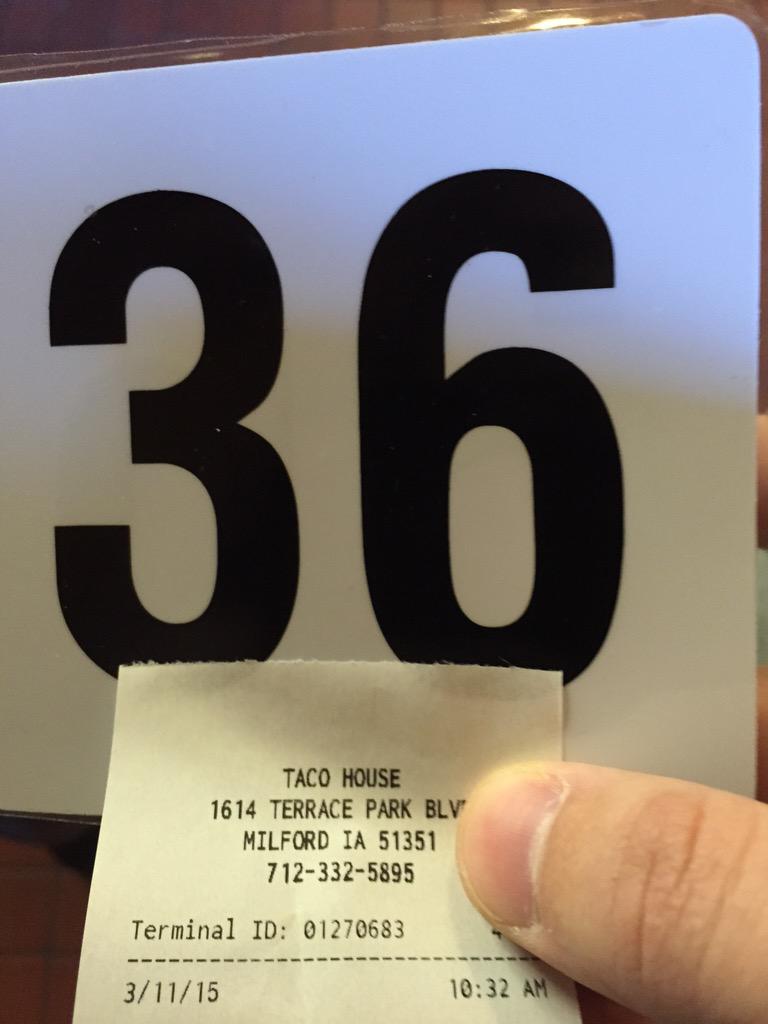 36
TACO HOUSE
1614 TERRACE PARK
MILFORD IA 51351
712-332-5895
Terminal ID: 01270683
3/11/15 10:32 AM